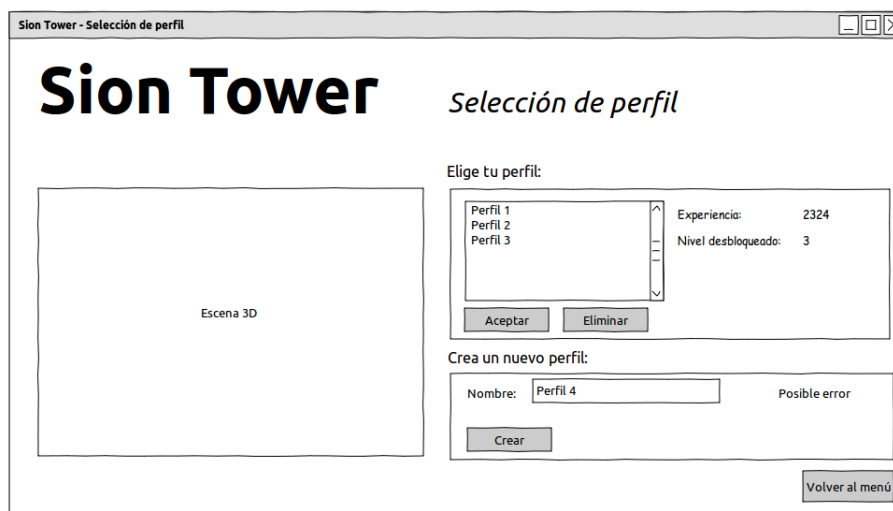 Sion Tower - Selección de perfil
Sion Tower
Selección de perfil
Elige tu perfil:
Perfil 1
Perfil 2
Perfil 3
Experiencia: 2324
Nivel desbloqueado: 3
Aceptar
Eliminar
Escena 3D
Crea un nuevo perfil:
Nombre:
Perfil 4
Posible error
Crear
Volver al menú